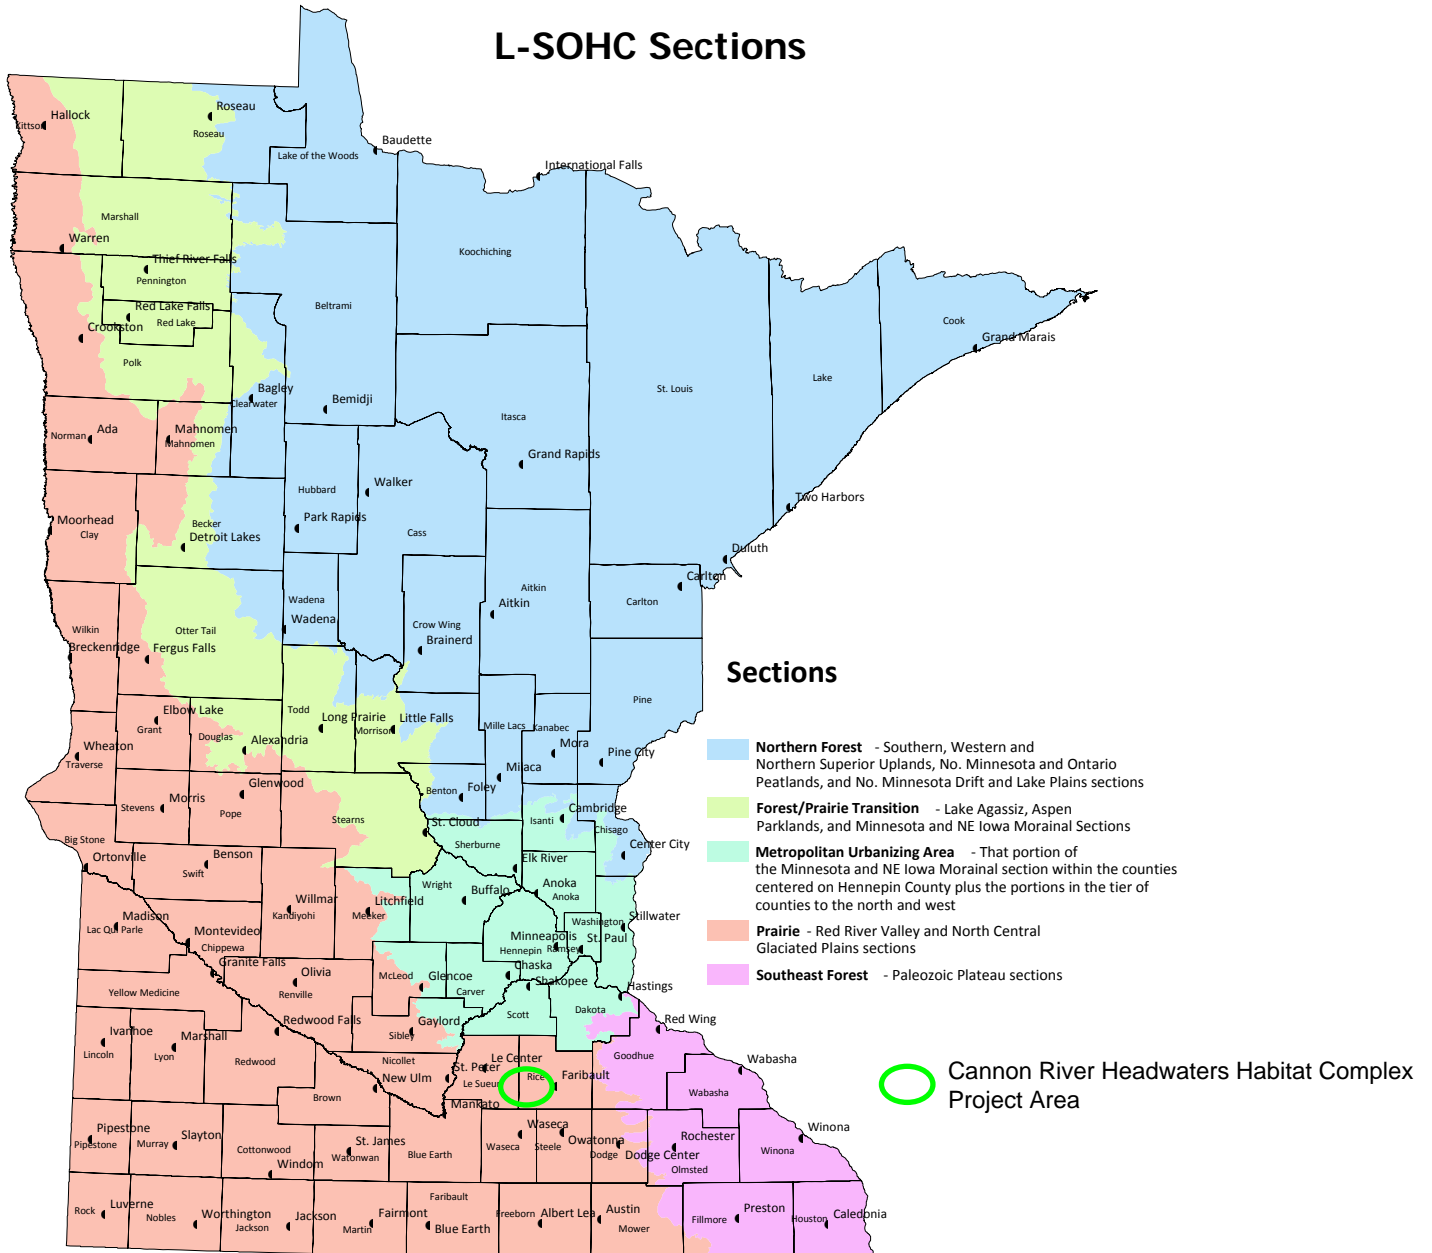 L-SOHC Sections
Hallock
Kittson
Roseau
Roseau
Lake of the Woods
Baudette
International Falls
Marshall
Warren
Koochiching
Thief River Falls
Pennington
Beltrami
Red Lake Falls
Red Lake
Crookston
Cook
Grand Marais
Polk
Lake
St. Louis
Bagley
Clearwater
Bemidji
Itasca
Norman
Ada
Mahnomen
Mahnomen
Grand Rapids
Walker
Hubbard
Two Harbors
Park Rapids
Moorhead
Clay
Becker
Detroit Lakes
Cass
Duluth
Carlton
Carlton
Aitkin
Aitkin
Wadena
Wadena
Crow Wing
Brainerd
Wilkin
Otter Tail
Breckenridge
Fergus Falls
Pine
Elbow Lake
Grant
Todd
Long Prairie
Morrison
Little Falls
Mille Lacs
Kanabec
Douglas
Alexandria
Wheaton
Traverse
Mora
Pine City
Milaca
Glenwood
Morris
Stevens
Pope
Benton
Foley
Stearns
St. Cloud
Isanti
Cambridge
Chisago
Center City
Big Stone
Ortonville
Benson
Swift
Sherburne
Elk River
Wright
Buffalo
Anoka
Anoka
Willmar
Kandiyohi
Litchfield
Meeker
Madison
Lac Qui Parle
Montevideo
Chippewa
Washington
Stillwater
Minneapolis
Hennepin
Ramsey
St. Paul
Granite Falls
Olivia
Renville
McLeod
Glencoe
Carver
Chaska
Shakopee
Hastings
Yellow Medicine
Scott
Dakota
Redwood Falls
Gaylord
Sibley
Red Wing
Ivanhoe
Lincoln
Marshall
Lyon
Redwood
Nicollet
New Ulm
St. Peter
Le Center
Le Sueur
Rice
Faribault
Goodhue
Wabasha
Wabasha
Brown
Mankato
Pipestone
Pipestone
Slayton
Murray
Cottonwood
Windom
St. James
Watonwan
Blue Earth
Waseca
Waseca
Owatonna
Steele
Dodge
Dodge Center
Rochester
Olmsted
Winona
Winona
Rock
Luverne
Nobles
Worthington
Jackson
Jackson
Martin
Fairmont
Faribault
Blue Earth
Freeborn
Albert Lea
Austin
Mower
Fillmore
Preston
Houston
Caledonia
Sections
Northern Forest - Southern, Western and
Northern Superior Uplands, No. Minnesota and Ontario
Peatlands, and No. Minnesota Drift and Lake Plains sections
Forest/Prairie Transition - Lake Agassiz, Aspen
Parklands, and Minnesota and NE Iowa Morainal Sections
Metropolitan Urbanizing Area - That portion of
the Minnesota and NE Iowa Morainal section within the counties
centered on Hennepin County plus the portions in the tier of
counties to the north and west
Prairie - Red River Valley and North Central
Glaciated Plains sections
Southeast Forest - Paleozoic Plateau sections
Cannon River Headwaters Habitat Complex
Project Area